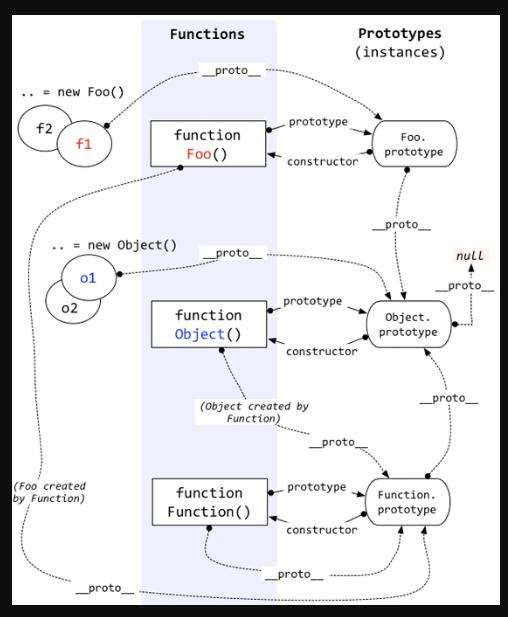 Functions
Prototypes
(instances)
__proto__
.. = new Foo()
f2
f1
function
Foo()
prototype
constructor
Foo.
prototype
__proto__
.. = new Object()
__proto__
null
__proto__
o1
o2
function
Object()
prototype
constructor
Object.
prototype
(Object created by
Function)
__proto__
__proto__
(Foo created
by Function)
function
Function()
prototype
constructor
Function.
prototype
__proto__
__proto__